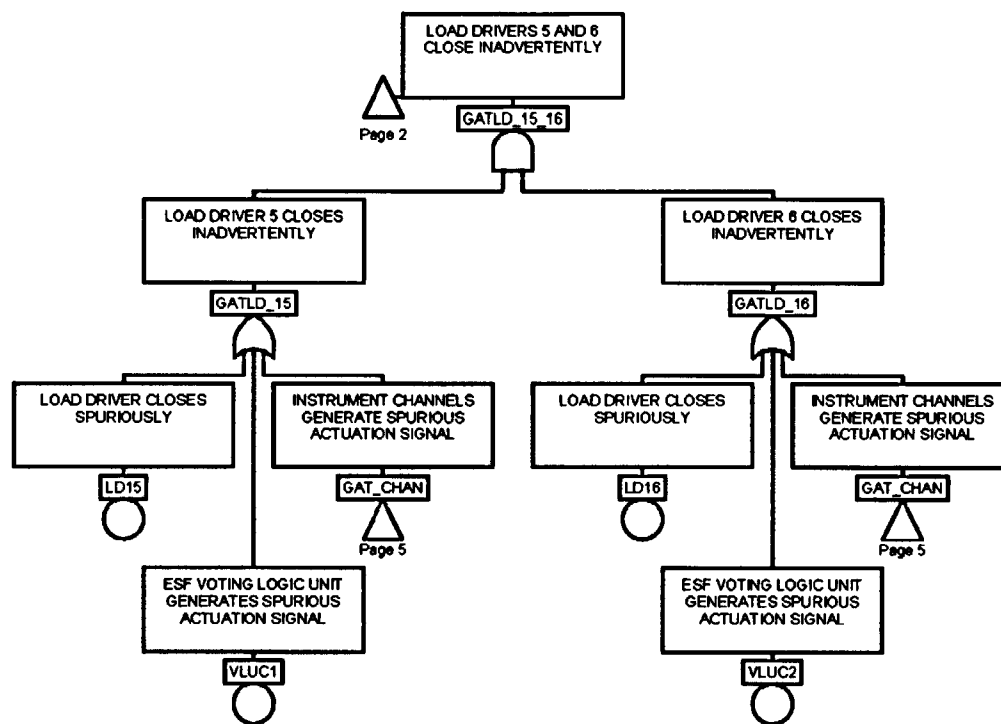 LOAD DRIVERS 5 AND 6
CLOSE INADVERTENTLY
Page 2
GATLD_15_16
LOAD DRIVER 5 CLOSES
INADVERTENTLY
LOAD DRIVER 6 CLOSES
INADVERTENTLY
GATLD_15
GATLD_16
LOAD DRIVER CLOSES
SPURIOUSLY
INSTRUMENT CHANNELS
GENERATE SPURIOUS
ACTUATION SIGNAL
LOAD DRIVER CLOSES
SPURIOUSLY
INSTRUMENT CHANNELS
GENERATE SPURIOUS
ACTUATION SIGNAL
LD15
GAT_CHAN
LD16
GAT_CHAN
Page 5
Page 5
ESF VOTING LOGIC UNIT
GENERATES SPURIOUS
ACTUATION SIGNAL
ESF VOTING LOGIC UNIT
GENERATES SPURIOUS
ACTUATION SIGNAL
VLUC1
VLUC2